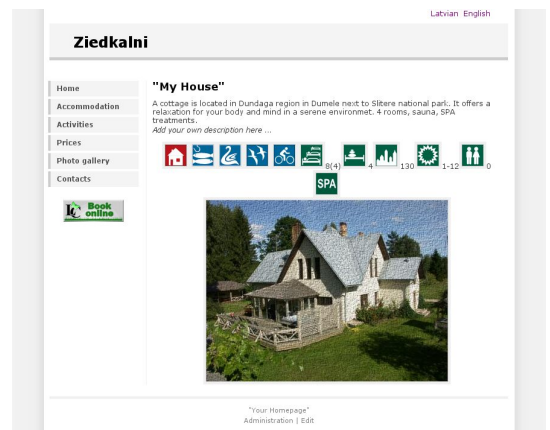 Latvian English
Ziedkalni
Home
Accommodation
Activities
Prices
Photo gallery
Contacts
Book
online
"My House"
A cottage is located in Dundaga region in Dumele next to Slitere national park. It offers a
relaxation for your body and mind in a serene environmet. 4 rooms, sauna, SPA
treatments.
Add your own description here ...
8(4) 4 130 1-12 0
SPA
"Your Homepage"
Administration | Edit